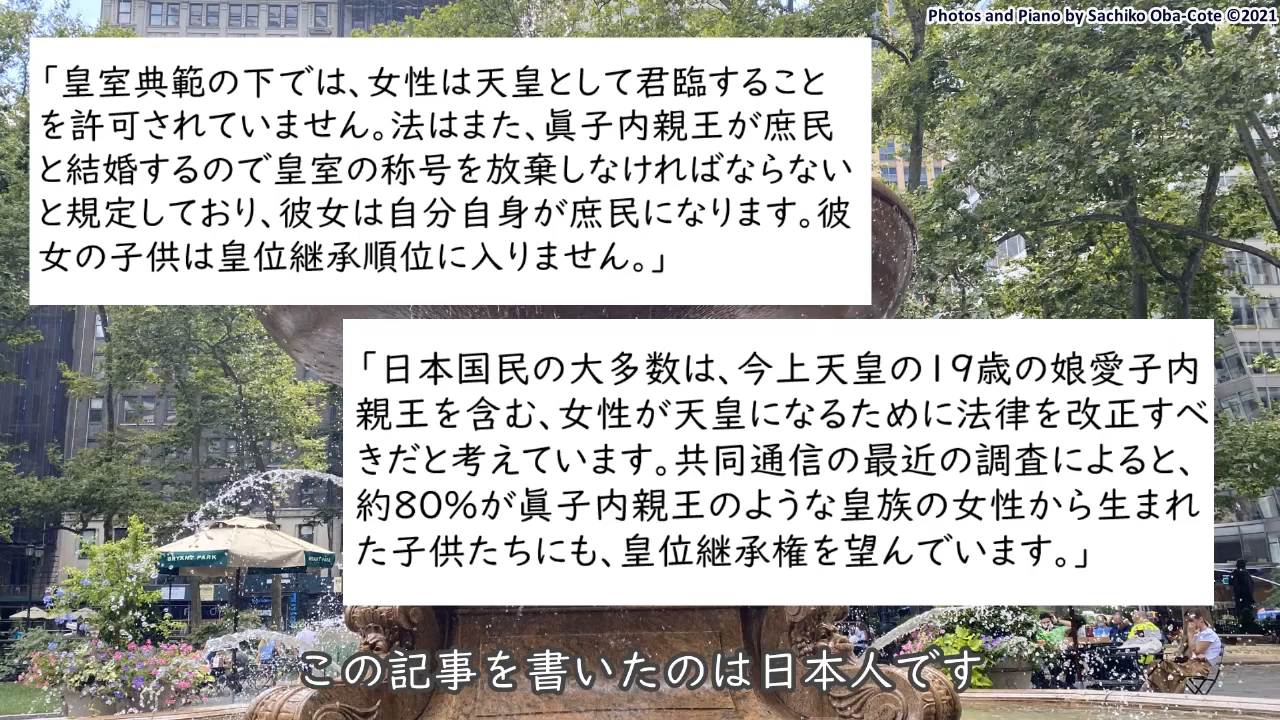 Photos and Piano by Sachiko Oba-Cote ©2021
「皇室典範の下では、女性は天皇として君臨すること
を許可されていません。法はまた、眞子内親王が庶民
と結婚するので皇室の称号を放棄しなければならない
と規定しており、彼女は自分自身が庶民になります。彼
女の子供は皇位継承順位に入りません。」
「日本国民の大多数は、今上天皇の19歳の娘愛子内
親王を含む、女性が天皇になるために法律を改正すべ
きだと考えています。共同通信の最近の調査によると、
約80%が眞子内親王のような皇族の女性から生まれ
た子供たちにも、皇位継承権を望んでいます。」
BRYANT PARK
この記事を書いたのは日本人です